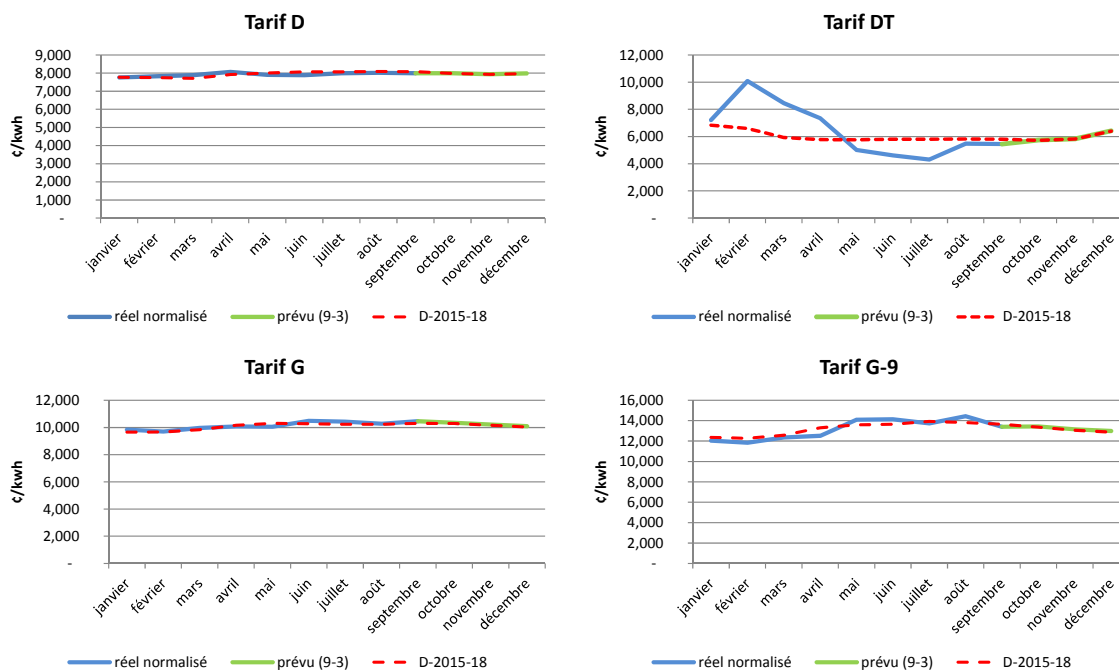 Tarif D
9,000
8,000
7,000
6,000
5,000
4,000
3,000
2,000
1,000
-
¢/kwh
janvier
février
mars
avril
mai
juin
juillet
août
septembre
octobre
novembre
décembre
réel normalisé prévu (9-3) D-2015-18
Tarif DT
12,000
10,000
8,000
6,000
4,000
2,000
-
¢/kwh
janvier
février
mars
avril
mai
juin
juillet
août
septembre
octobre
novembre
décembre
réel normalisé prévu (9-3) D-2015-18
Tarif G
12,000
10,000
8,000
6,000
4,000
2,000
-
¢/kwh
janvier
février
mars
avril
mai
juin
juillet
août
septembre
octobre
novembre
décembre
réel normalisé prévu (9-3) D-2015-18
Tarif G-9
16,000
14,000
12,000
10,000
8,000
6,000
4,000
2,000
-
¢/kwh
janvier
février
mars
avril
mai
juin
juillet
août
septembre
octobre
novembre
décembre
réel normalisé prévu (9-3) D-2015-18